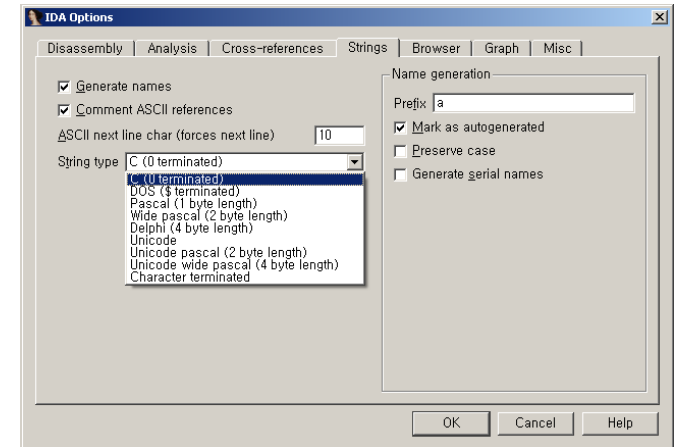 IDA Options
Disassembly | Analysis | Cross-references | Strings | Browser | Graph | Misc
Generate names
Comment ASCII references
ASCII next line char (forces next line) 10
String type C (0 terminated)
C (0 terminated)
DOS ($ terminated)
Pascal (1 byte length)
Wide pascal (2 byte length)
Delphi (4 byte length)
Unicode
Unicode pascal (2 byte length)
Unicode wide pascal (4 byte length)
Character terminated
Name generation
Prefix a
Mark as autogenerated
Preserve case
Generate serial names
OK Cancel Help